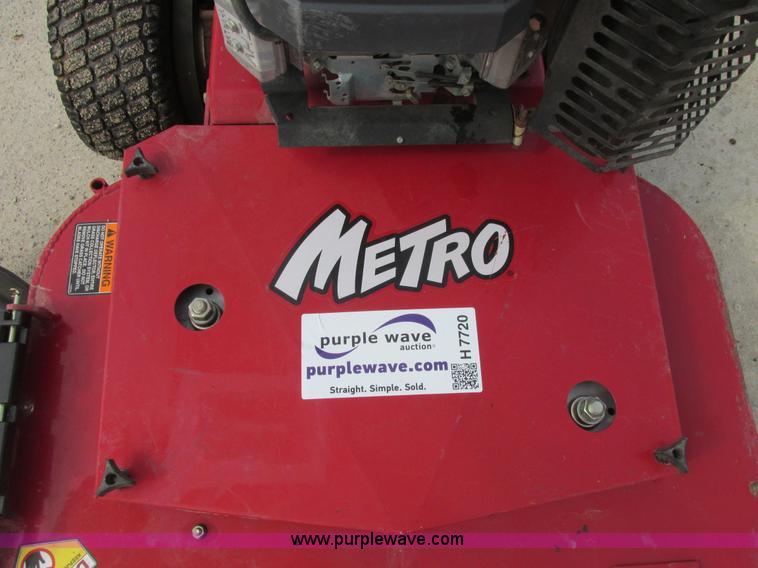 METRO
WARNING
purple wave
auction®
purplewave.com
Straight. Simple. Sold.
H7720
www.purplewave.com